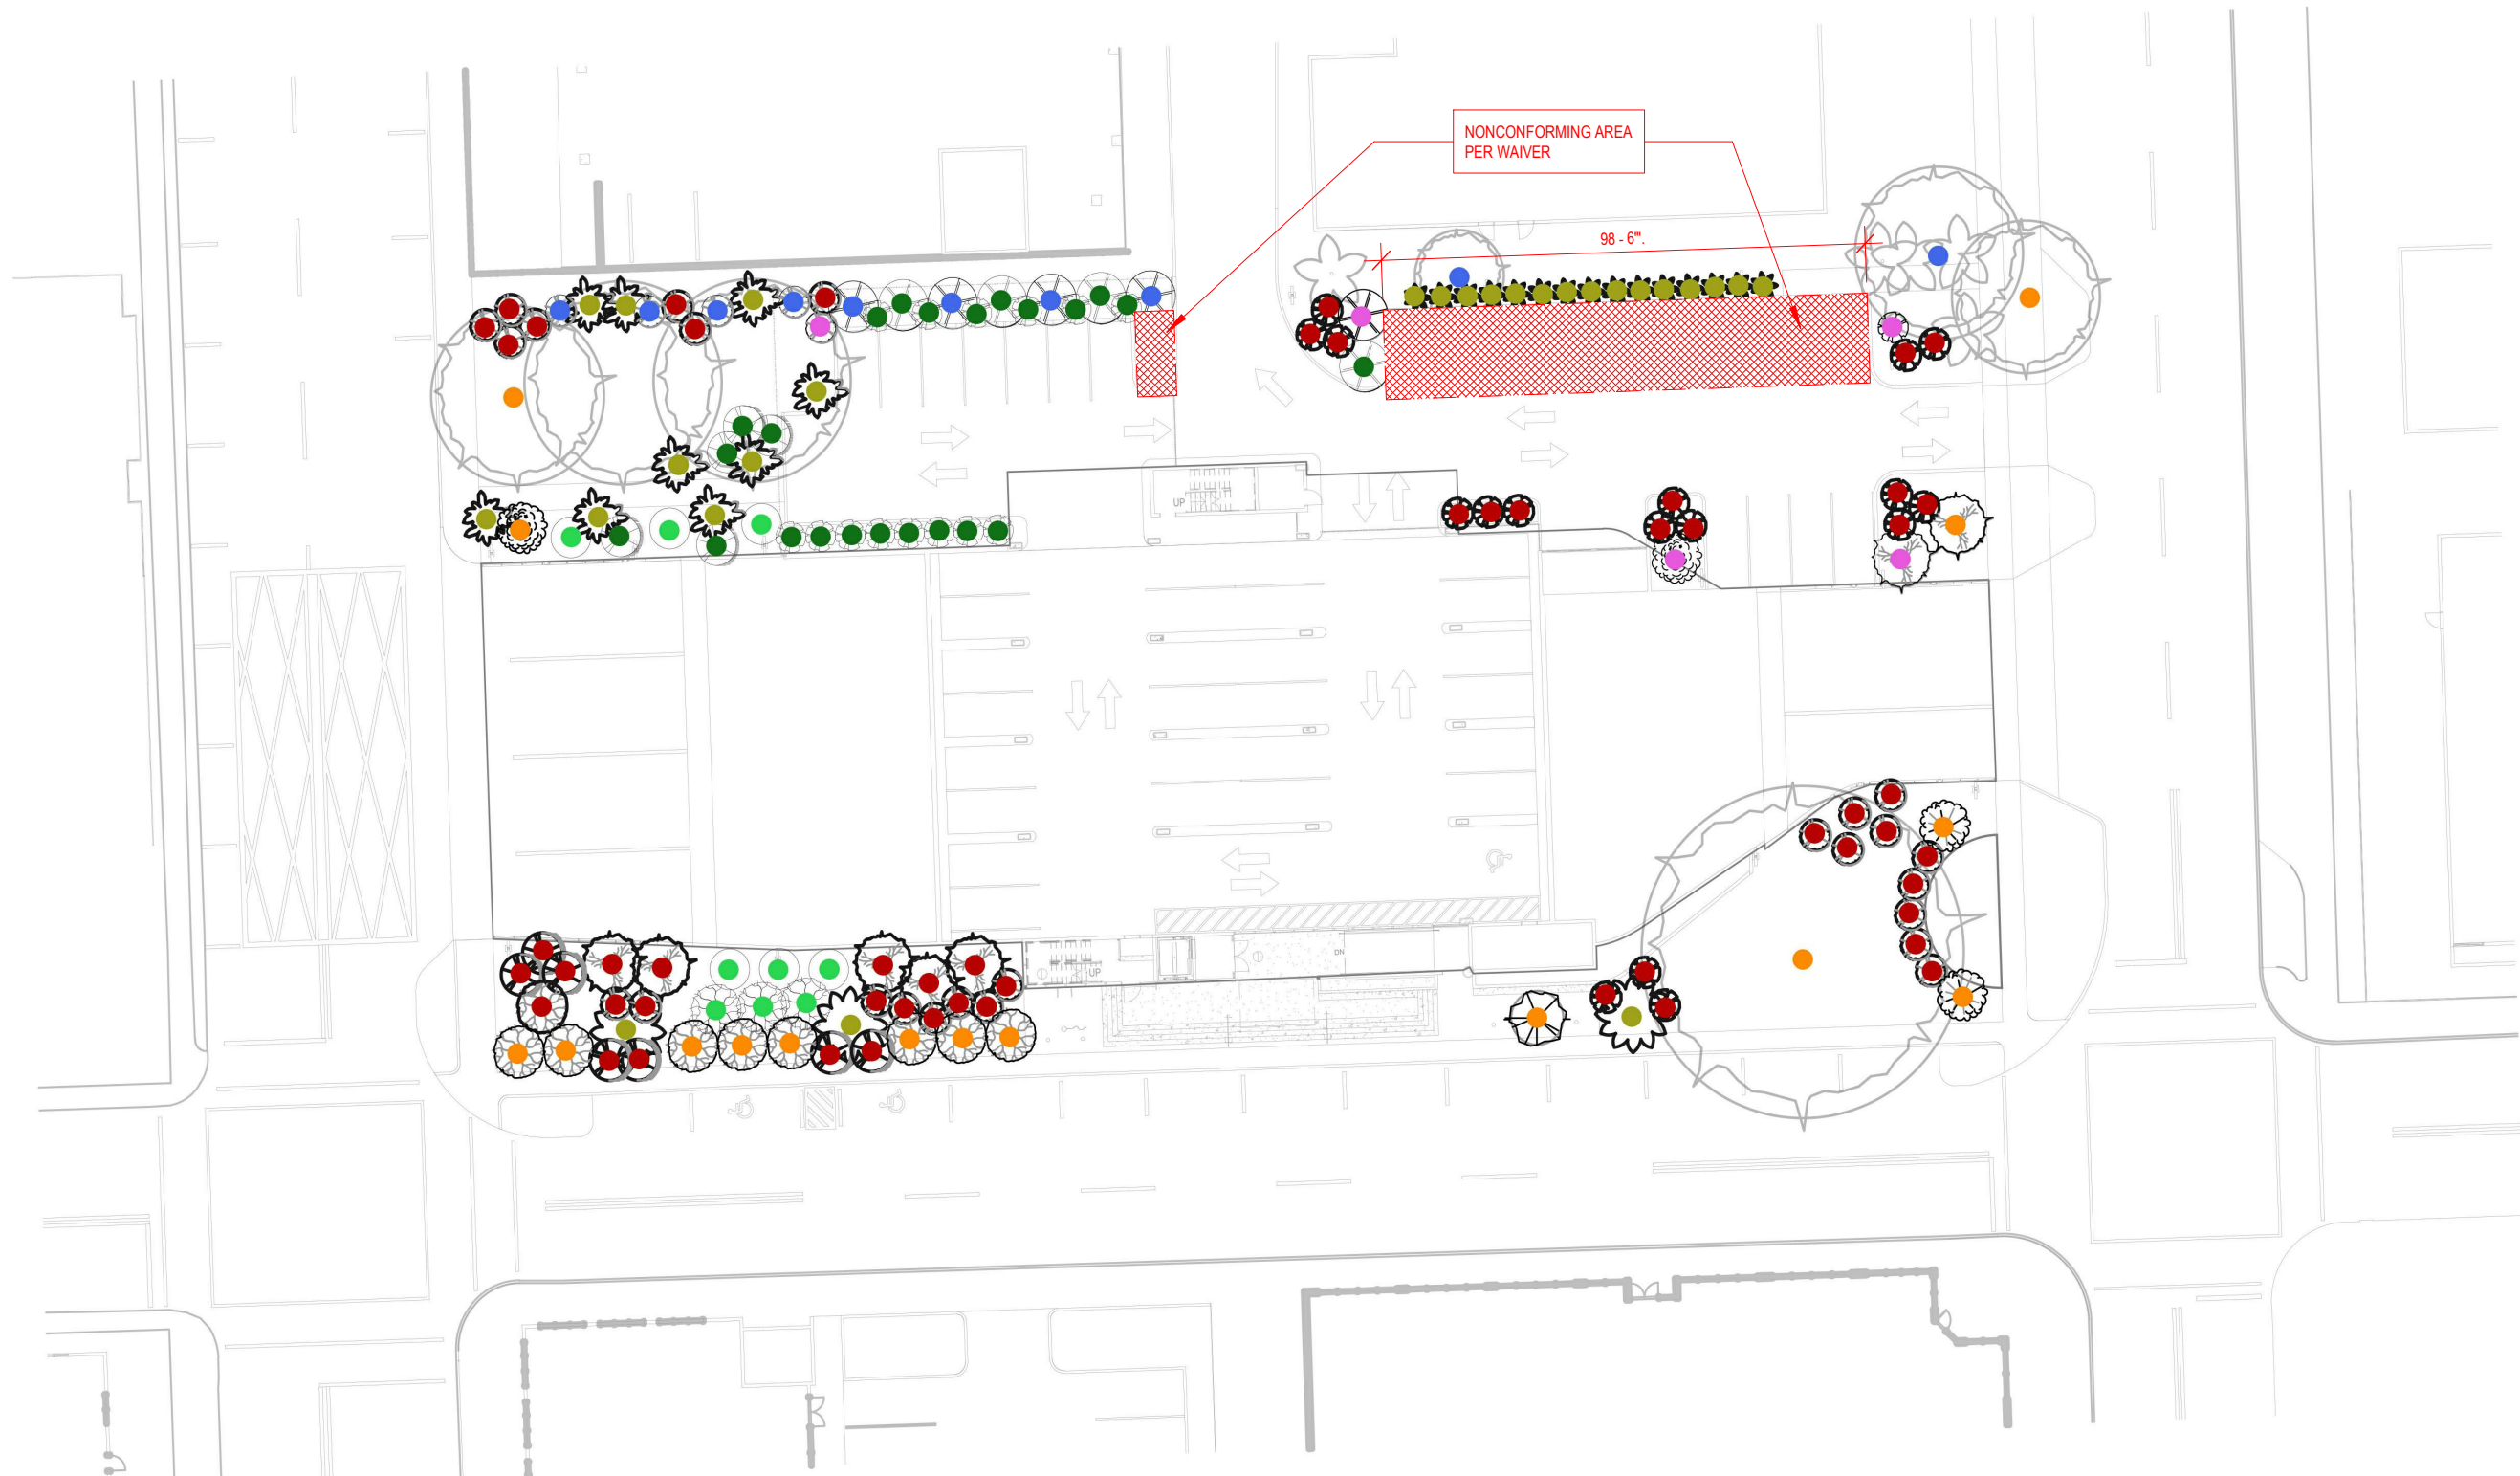 NONCONFORMING AREA
PER WAIVER
98 - 6"'.
UP
UP
DN